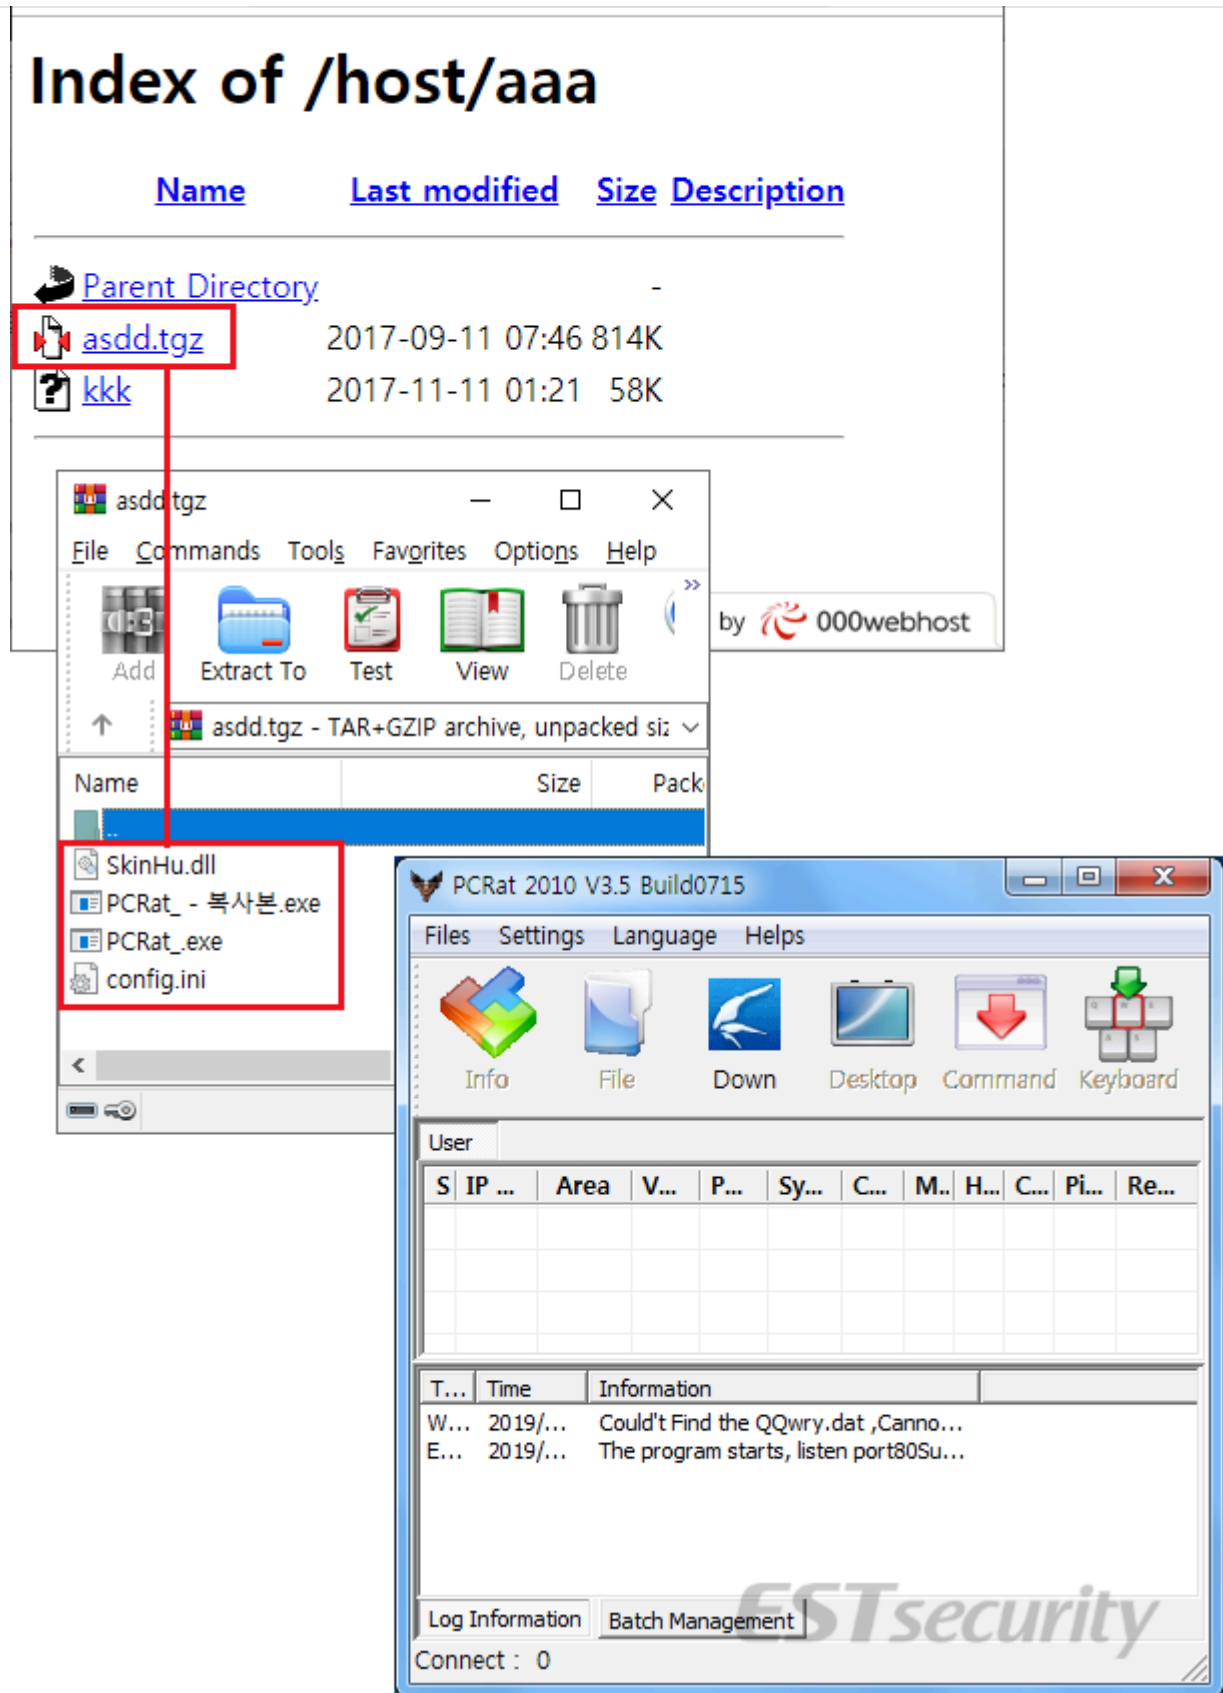 Index of /host/aaa
Name Last modified Size Description
Parent Directory -
asdd.tgz 2017-09-11 07:46 814K
kkk 2017-11-11 01:21 58K
by 000webhost
asdd.tgz
File Commands Tools Favorites Options Help
Add Extract To Test View Delete
asdd.tgz - TAR+GZIP archive, unpacked siz
Name Size Pack
..
SkinHu.dll
PCRat_ - 복사본.exe
PCRat_.exe
config.ini
PCRat 2010 V3.5 Build0715
Files Settings Language Helps
Info File Down Desktop Command Keyboard
User
S IP ... Area V... P... Sy... C... M.. H... C... Pi... Re...
T... Time Information
W... 2019/... Could't Find the QQwry.dat ,Canno...
E... 2019/... The program starts, listen port80Su...
Log Information Batch Management
Connect : 0
ESTsecurity